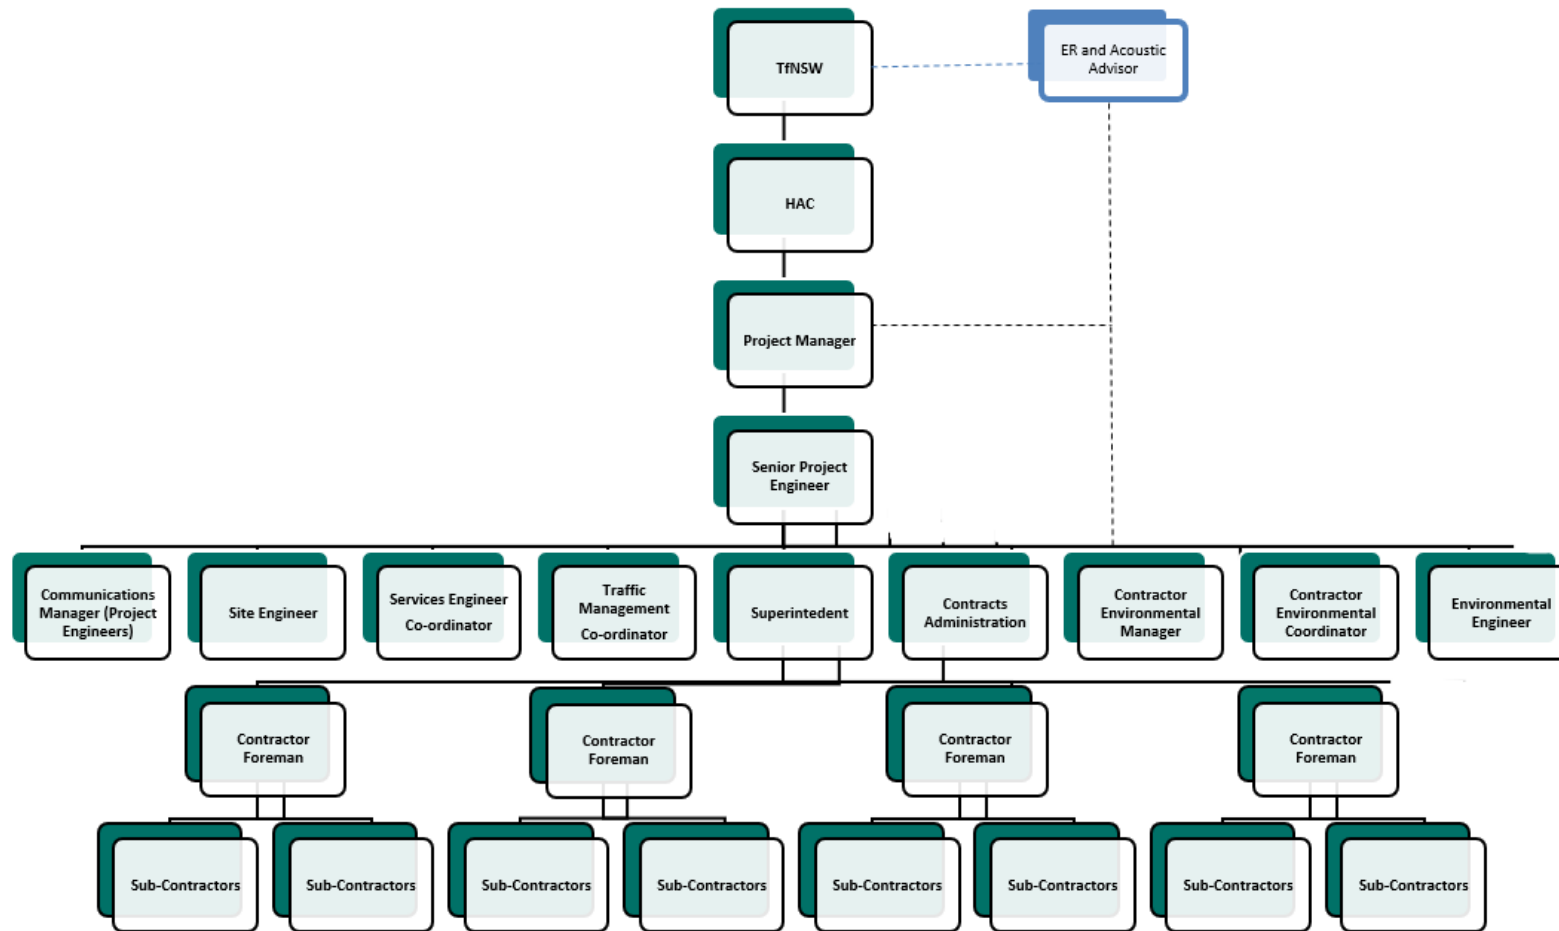 TfNSW
ER and Acoustic
Advisor
HAC
Project Manager
Senior Project
Engineer
Communications
Manager (Project
Engineers)
Site Engineer
Services Engineer
Co-ordinator
Traffic
Management
Co-ordinator
Superintedent
Contracts
Administration
Contractor
Environmental
Manager
Contractor
Environmental
Coordinator
Environmental
Engineer
Contractor
Foreman
Contractor
Foreman
Contractor
Foreman
Contractor
Foreman
Sub-Contractors
Sub-Contractors
Sub-Contractors
Sub-Contractors
Sub-Contractors
Sub-Contractors
Sub-Contractors
Sub-Contractors